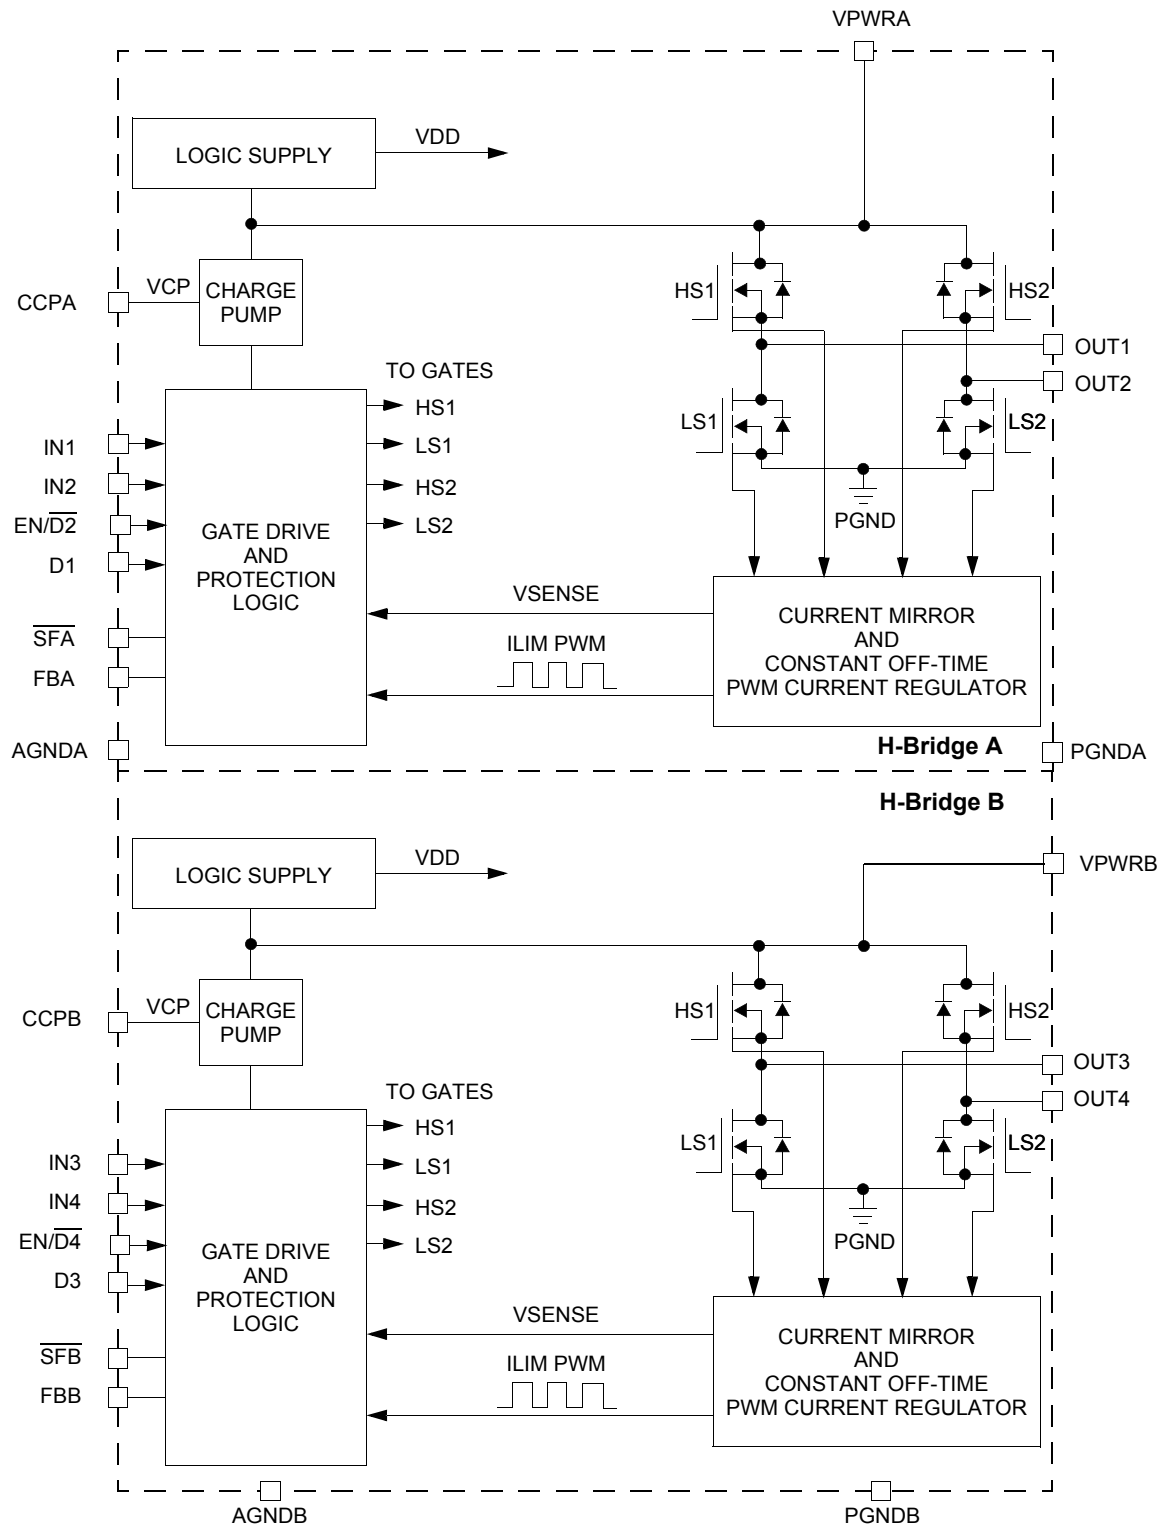 VPWRA
LOGIC SUPPLY
VDD
VCP
CHARGE
PUMP
CCPA
HS1
HS2
OUT1
OUT2
TO GATES
HS1
LS1
HS2
LS2
LS1
LS2
IN1
IN2
EN/D2
D1
GATE DRIVE
AND
PROTECTION
LOGIC
PGND
VSENSE
ILIM PWM
CURRENT MIRROR
AND
CONSTANT OFF-TIME
PWM CURRENT REGULATOR
SFA
FBA
AGNDA
H-Bridge A
PGNDA
H-Bridge B
LOGIC SUPPLY
VDD
VPWRB
VCP
CHARGE
PUMP
CCPB
HS1
HS2
OUT3
OUT4
TO GATES
HS1
LS1
HS2
LS2
LS1
LS2
IN3
IN4
EN/D4
D3
GATE DRIVE
AND
PROTECTION
LOGIC
PGND
VSENSE
ILIM PWM
CURRENT MIRROR
AND
CONSTANT OFF-TIME
PWM CURRENT REGULATOR
SFB
FBB
AGNDB
PGNDB